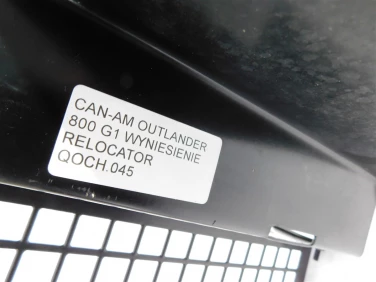 CAN-AM OUTLANDER
800 G1 WYNIESIENIE
RELOCATOR
QOCH.045